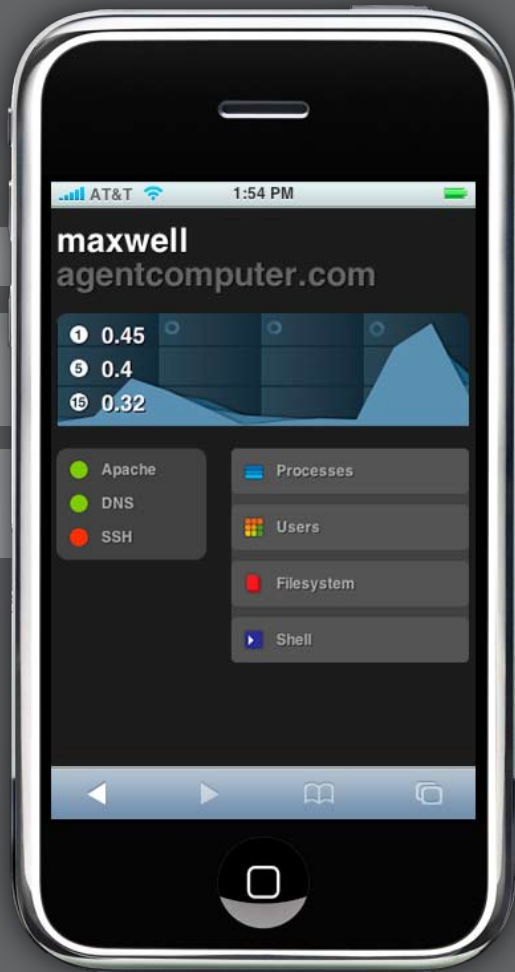 AT&T 1:54 PM
maxwell
agentcomputer.com
1 0.45
5 0.4
15 0.32
Apache
DNS
SSH
Processes
Users
Filesystem
Shell